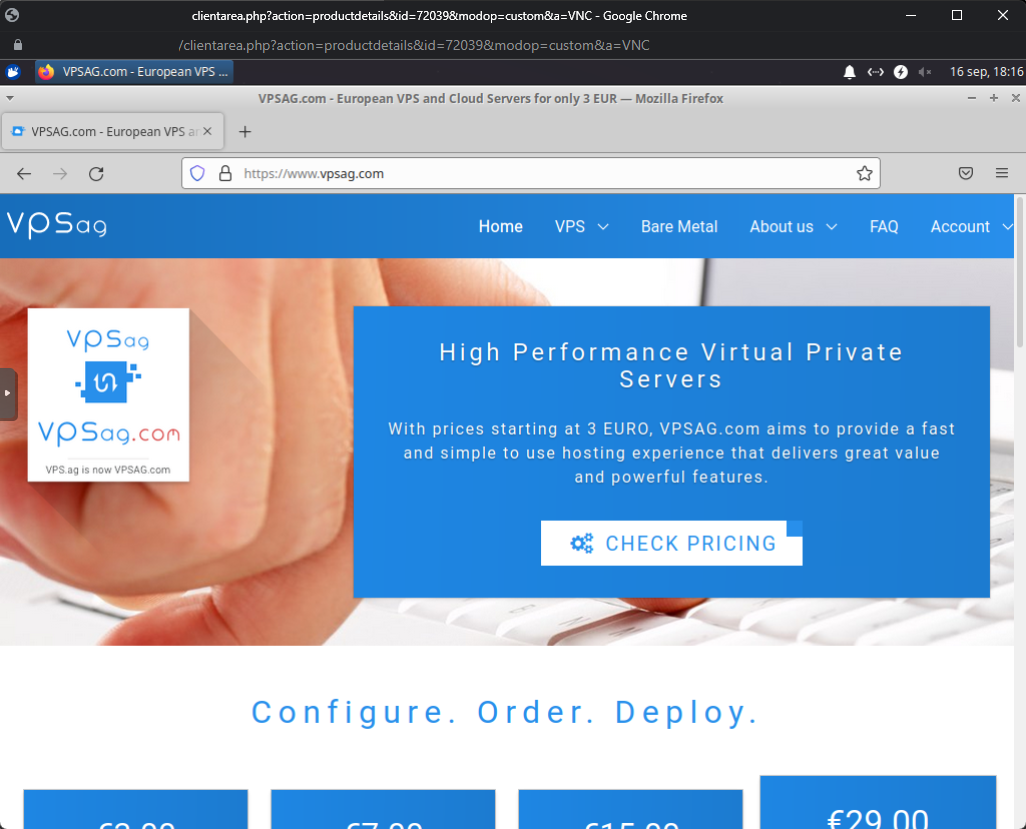 clientarea.php?action=productdetails&id=72039&modop=custom&a=VNC - Google Chrome
/clientarea.php?action=productdetails&id=72039&modop=custom&a=VNC
VPSAG.com - European VPS ... 16 sep, 18:16
VPSAG.com - European VPS and Cloud Servers for only 3 EUR — Mozilla Firefox
VPSAG.com - European VPS
https://www.vpsag.com
VPSag Home VPS Bare Metal About us FAQ Account
VPSag
VPSag.com
VPS.ag is now VPSAG.com
High Performance Virtual Private
Servers
With prices starting at 3 EURO, VPSAG.com aims to provide a fast
and simple to use hosting experience that delivers great value
and powerful features.
CHECK PRICING
Configure. Order. Deploy.
€7.00 €15.00 €29.00